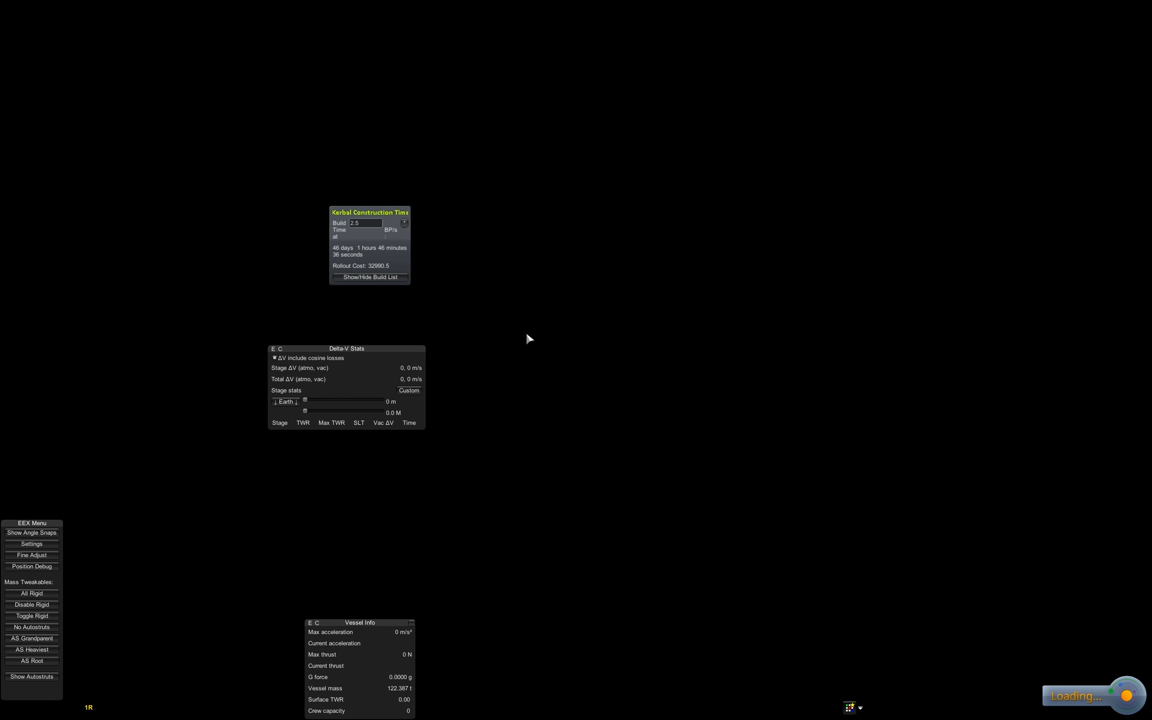 Kerbal Construction Time
Build Time at 2.5 BP/s:
46 days 1 hours 46 minutes
36 seconds
Rollout Cost: 32990.5
Show/Hide Build List
E C Delta-V Stats
ΔV include cosine losses
Stage ΔV (atmo, vac) 0, 0 m/s
Total ΔV (atmo, vac) 0, 0 m/s
Stage stats Custom
↓ Earth ↓ 0 m
0.0 M
Stage TWR Max TWR SLT Vac ΔV Time
EEX Menu
Show Angle Snaps
Settings
Fine Adjust
Position Debug
Mass Tweakables:
All Rigid
Disable Rigid
Toggle Rigid
No Autostruts
AS Grandparent
AS Heaviest
AS Root
Show Autostruts
E C Vessel Info
Max acceleration 0 m/s²
Current acceleration
Max thrust 0 N
Current thrust
G force 0.0000 g
Vessel mass 122.387 t
Surface TWR 0.00
Crew capacity 0
1R
Loading...